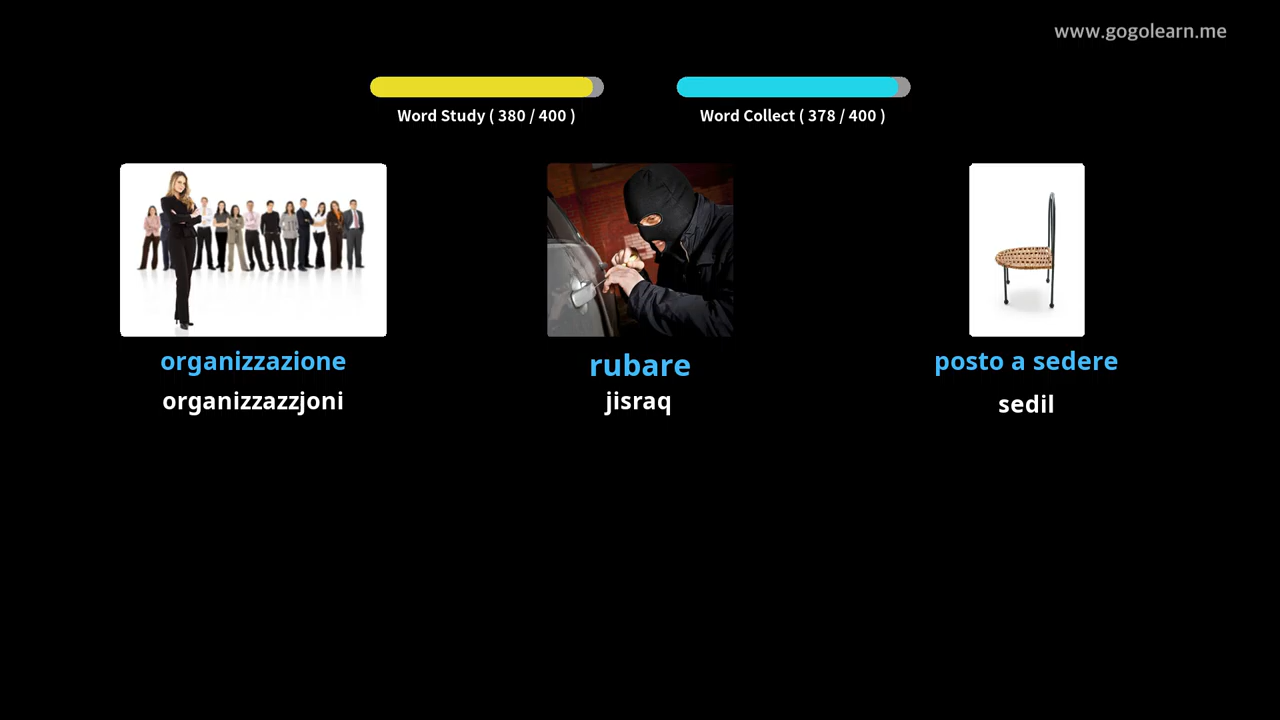 www.gogolearn.me
Word Study ( 380 / 400 )
Word Collect ( 378 / 400 )
organizzazione
organizzazzjoni
rubare
jisraq
posto a sedere
sedil